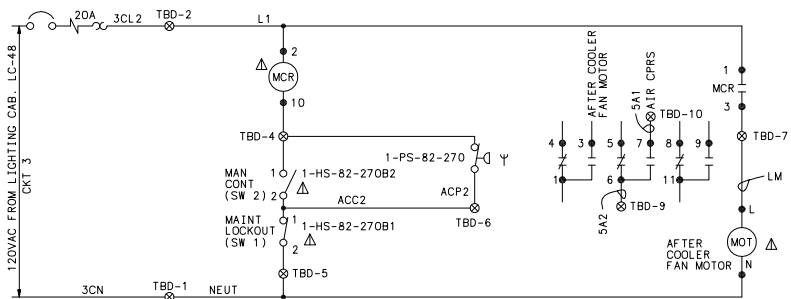 20A
3CL2
TBD-2
L1
120VAC FROM LIGHTING CAB. LC-48
CKT 3
2
MCR
10
TBD-4
1-PS-82-270
MAN
CONT
(SW 2)
1
2
1-HS-82-270B2
ACC2
ACP2
TBD-6
MAINT
LOCKOUT
(SW 1)
1
2
1-HS-82-270B1
TBD-5
3CN
TBD-1
NEUT
AFTER COOLER
FAN MOTOR
5A1
AIR CPRS
TBD-10
4
3
5
7
8
9
1
6
11
5A2
TBD-9
1
MCR
3
TBD-7
LM
L
MOT
N
AFTER
COOLER
FAN MOTOR